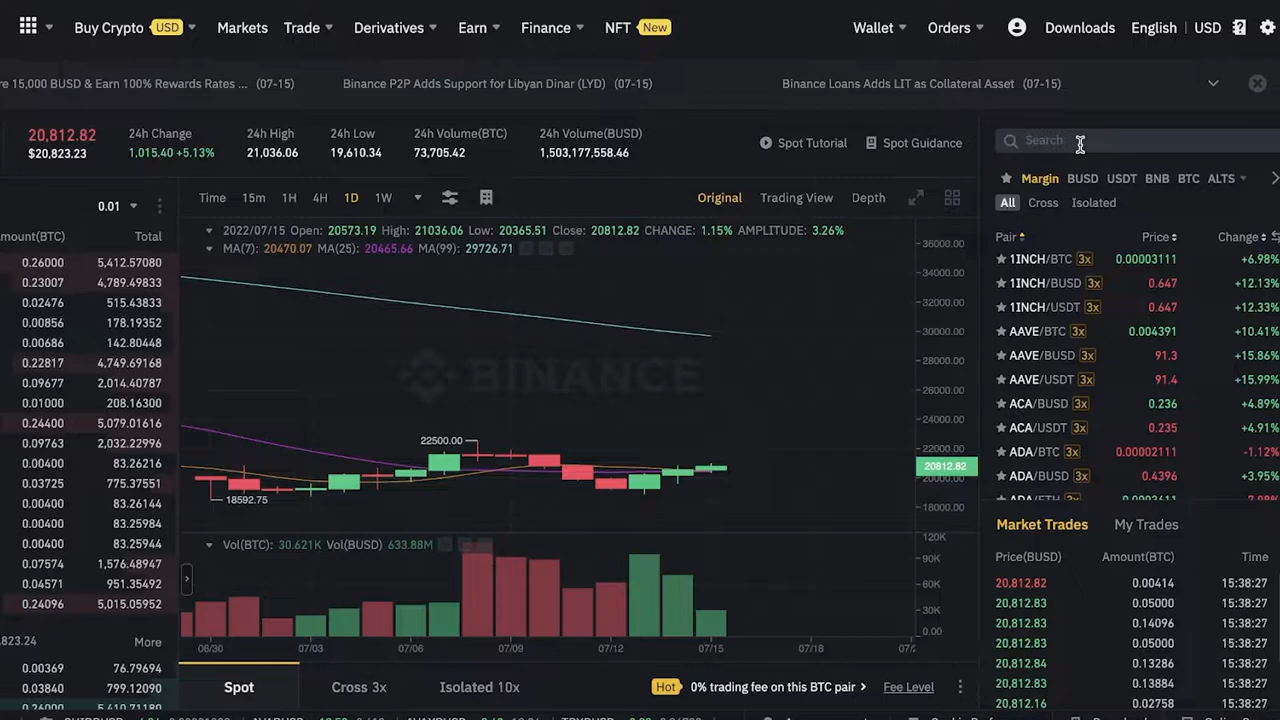 Buy Crypto USD Markets Trade Derivatives Earn Finance NFT New Wallet Orders Downloads English USD
e 15,000 BUSD & Earn 100% Rewards Rates ... (07-15) Binance P2P Adds Support for Libyan Dinar (LYD) (07-15) Binance Loans Adds LIT as Collateral Asset (07-15)
20,812.82 24h Change 24h High 24h Low 24h Volume(BTC) 24h Volume(BUSD)
$20,823.23 1,015.40 +5.13% 21,036.06 19,610.34 73,705.42 1,503,177,558.46
Spot Tutorial Spot Guidance
Search
Margin BUSD USDT BNB BTC ALTS
All Cross Isolated
Pair Price Change
1INCH/BTC 3x 0.00003111 +6.98%
1INCH/BUSD 3x 0.647 +12.13%
1INCH/USDT 3x 0.647 +12.33%
AAVE/BTC 3x 0.004391 +10.41%
AAVE/BUSD 3x 91.3 +15.86%
AAVE/USDT 3x 91.4 +15.99%
ACA/BUSD 3x 0.236 +4.89%
ACA/USDT 3x 0.235 +4.91%
ADA/BTC 3x 0.00002111 -1.12%
ADA/BUSD 3x 0.4396 +3.95%
0.01
mount(BTC) Total
0.26000 5,412.57080
0.23007 4,789.49833
0.02476 515.43833
0.00856 178.19352
0.00686 142.80448
0.22817 4,749.69168
0.09677 2,014.40787
0.01000 208.16300
0.24400 5,079.01616
0.09763 2,032.22996
0.00400 83.26216
0.03725 775.37551
0.00400 83.26144
0.00400 83.25984
0.00400 83.25944
0.07574 1,576.48947
0.04571 951.35492
0.24096 5,015.05952
,823.24 More
0.00369 76.79694
0.03840 799.12090
Time 15m 1H 4H 1D 1W Original Trading View Depth
2022/07/15 Open: 20573.19 High: 21036.06 Low: 20365.51 Close: 20812.82 CHANGE: 1.15% AMPLITUDE: 3.26%
MA(7): 20470.07 MA(25): 20465.66 MA(99): 29726.71
36000.00
34000.00
32000.00
30000.00
28000.00
26000.00
24000.00
22000.00
20812.82
20000.00
18000.00
BINANCE
22500.00
18592.75
Vol(BTC): 30.621K Vol(BUSD) 633.88M
120K
90K
60K
30K
0.00
06/30 07/03 07/06 07/09 07/12 07/15 07/18
Spot Cross 3x Isolated 10x Hot 0% trading fee on this BTC pair Fee Level
Market Trades My Trades
Price(BUSD) Amount(BTC) Time
20,812.82 0.00414 15:38:27
20,812.83 0.05000 15:38:27
20,812.83 0.14096 15:38:27
20,812.83 0.05000 15:38:27
20,812.84 0.13286 15:38:27
20,812.83 0.13884 15:38:27
20,812.16 0.02758 15:38:27